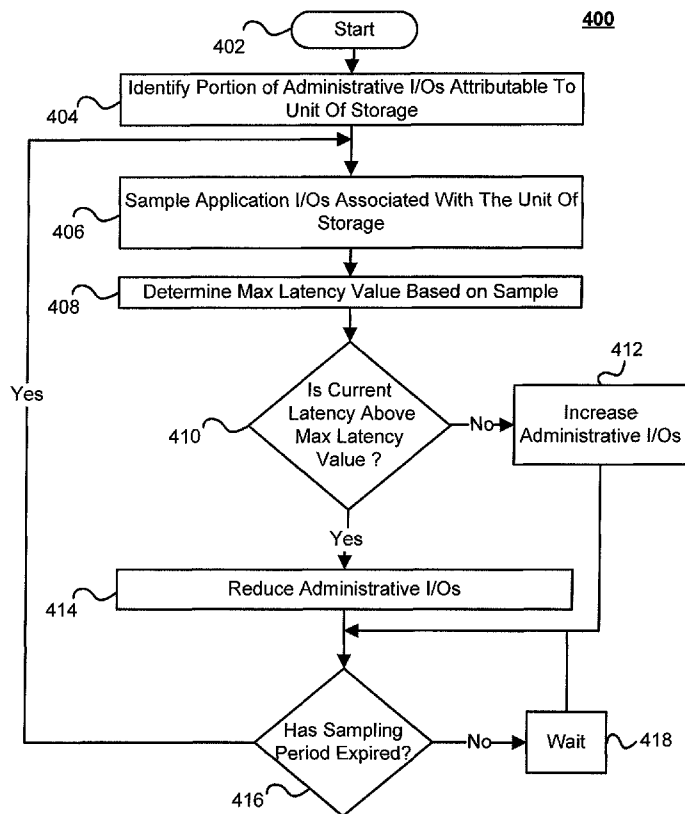 400
Start
402
Identify Portion of Administrative I/Os Attributable To
Unit Of Storage
404
Sample Application I/Os Associated With The Unit Of
Storage
406
Determine Max Latency Value Based on Sample
408
Yes
Is Current
Latency Above
Max Latency
Value ?
410
No
412
Increase
Administrative I/Os
Yes
Reduce Administrative I/Os
414
Has Sampling
Period Expired?
416
No
Wait
418